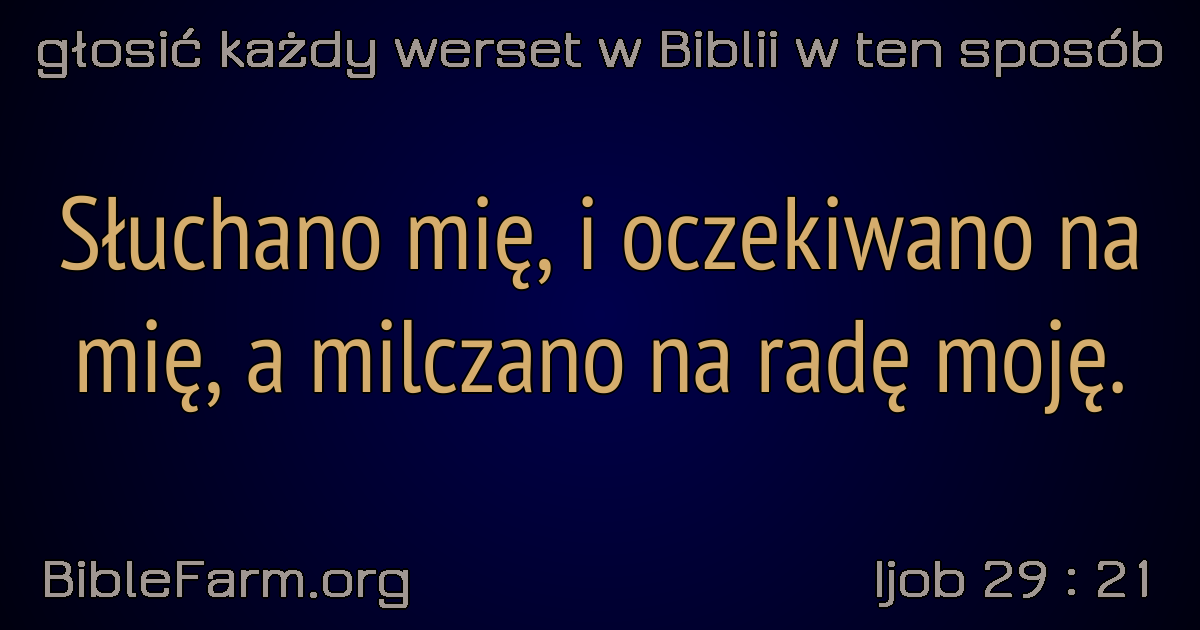 głosić każdy werset w Biblii w ten sposób
Słuchano mię, i oczekiwano na
mię, a milczano na radę moję.
BibleFarm.org
Ijob 29 : 21